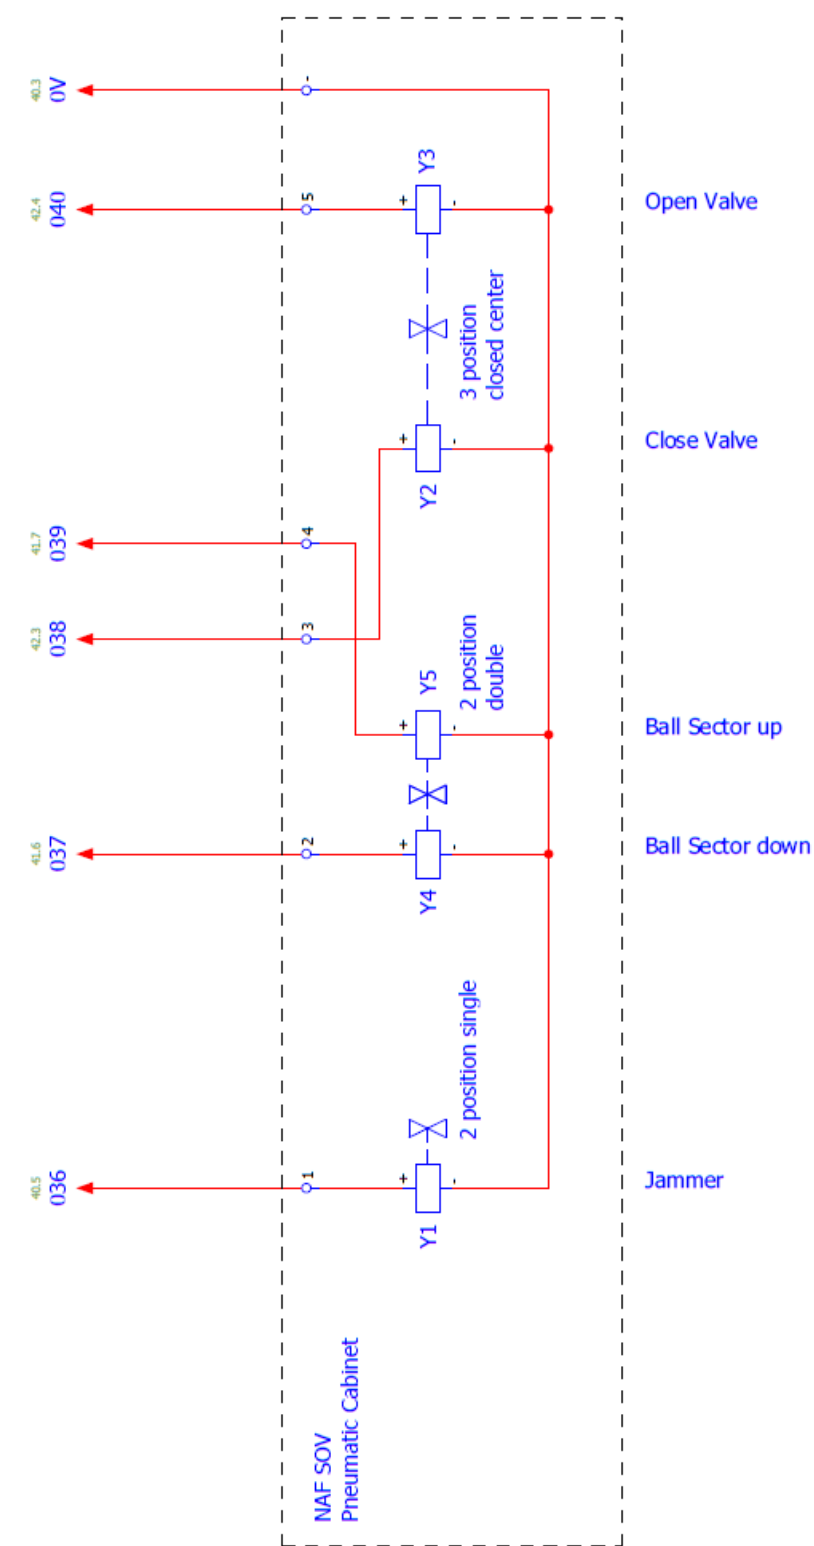 40.3
0V
-
42.4
040
5
+
Y3
-
Open Valve
3 position
closed center
+
-
Y2
Close Valve
41.7
039
4
42.3
038
3
2 position
double
Y5
+
-
Ball Sector up
41.6
037
2
+
-
Y4
Ball Sector down
2 position single
40.5
036
1
+
-
Y1
Jammer
NAF SOV
Pneumatic Cabinet